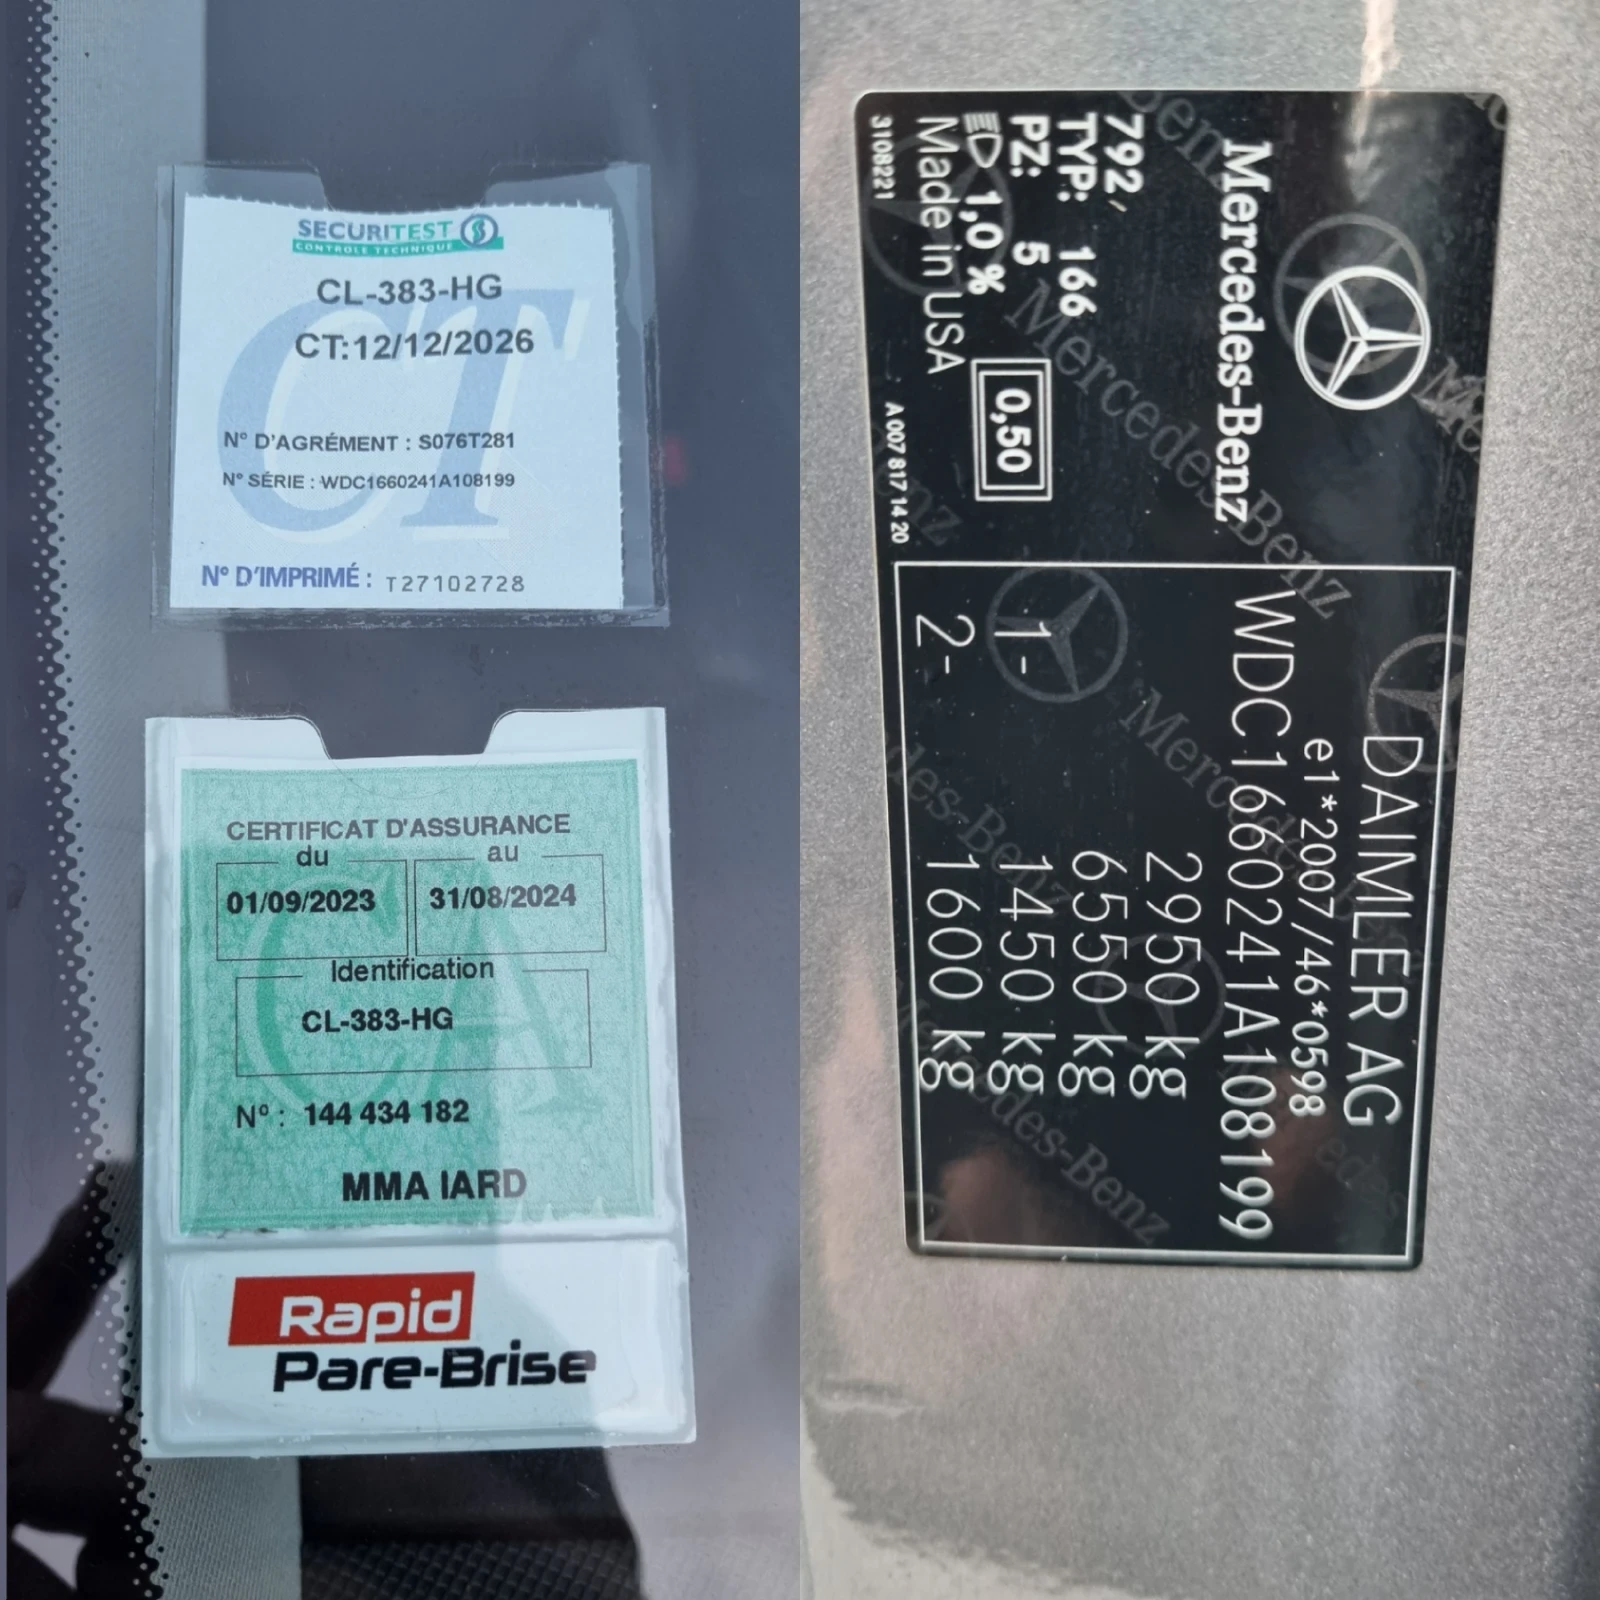 SECURITEST
CONTROLE TECHNIQUE
CL-383-HG
CT:12/12/2026
N° D'AGRÉMENT : S076T281
N° SÉRIE : WDC1660241A108199
N° D'IMPRIMÉ : T27102728
CERTIFICAT D'ASSURANCE
du au
01/09/2023 31/08/2024
Identification
CL-383-HG
N° : 144 434 182
MMA IARD
Rapid
Pare-Brise
Mercedes-Benz
792
TYP: 166
PZ: 5
1,0 % 0,50
Made in USA
3108221 A 007 817 14 20
DAIMLER AG
e1*2007/46*0598
WDC1660241A108199
2950 kg
6550 kg
1- 1450 kg
2- 1600 kg